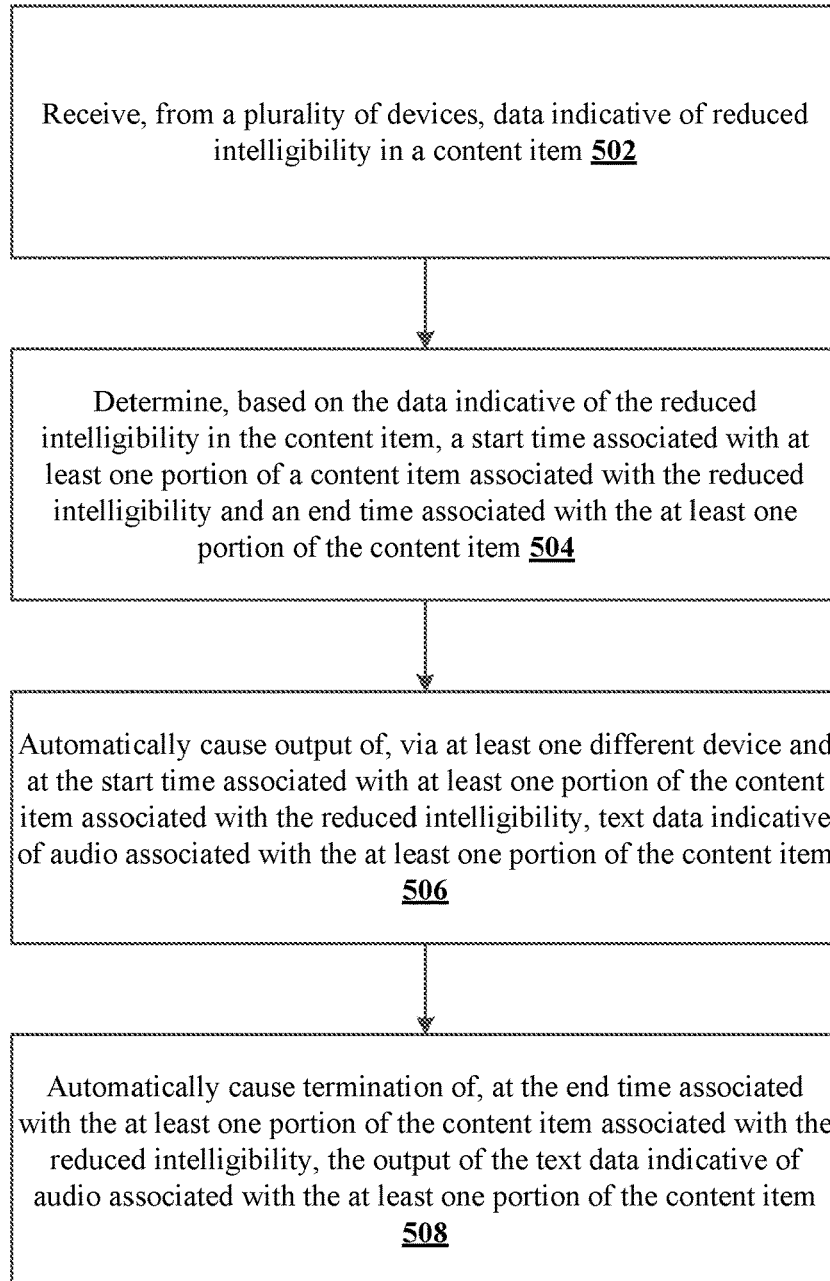 Receive, from a plurality of devices, data indicative of reduced
intelligibility in a content item 502
Determine, based on the data indicative of the reduced
intelligibility in the content item, a start time associated with at
least one portion of a content item associated with the reduced
intelligibility and an end time associated with the at least one
portion of the content item 504
Automatically cause output of, via at least one different device and
at the start time associated with at least one portion of the content
item associated with the reduced intelligibility, text data indicative
of audio associated with the at least one portion of the content item
506
Automatically cause termination of, at the end time associated
with the at least one portion of the content item associated with the
reduced intelligibility, the output of the text data indicative of
audio associated with the at least one portion of the content item
508